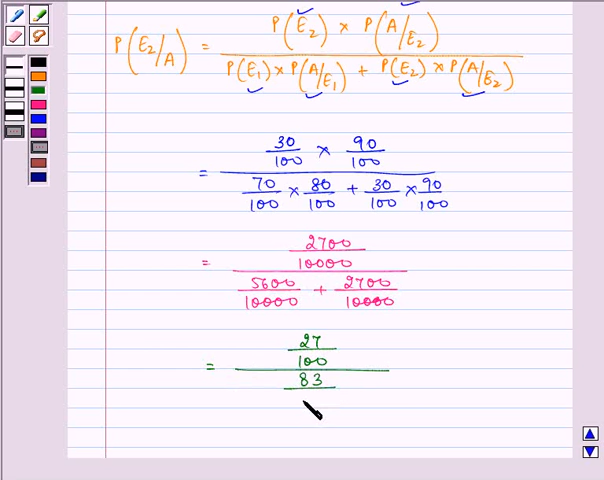 P(E₂/A) = P(E₂) × P(A/E₂) / P(E₁) × P(A/E₁) + P(E₂) × P(A/E₂)
= 30/100 × 90/100 / 70/100 × 80/100 + 30/100 × 90/100
= 2700/10000 / 5600/10000 + 2700/10000
= 27/100 / 83/